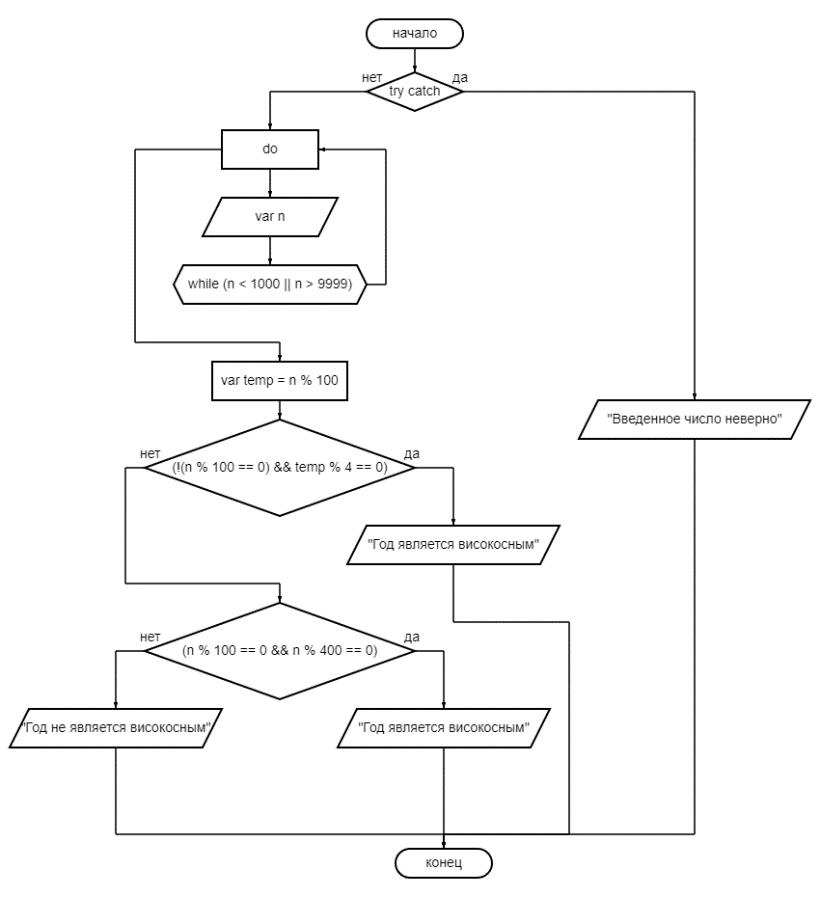 начало
нет
да
try catch
do
var n
while (n < 1000 || n > 9999)
var temp = n % 100
"Введенное число неверно"
нет
да
(!(n % 100 == 0) && temp % 4 == 0)
"Год является високосным"
нет
да
(n % 100 == 0 && n % 400 == 0)
"Год не является високосным"
"Год является високосным"
конец